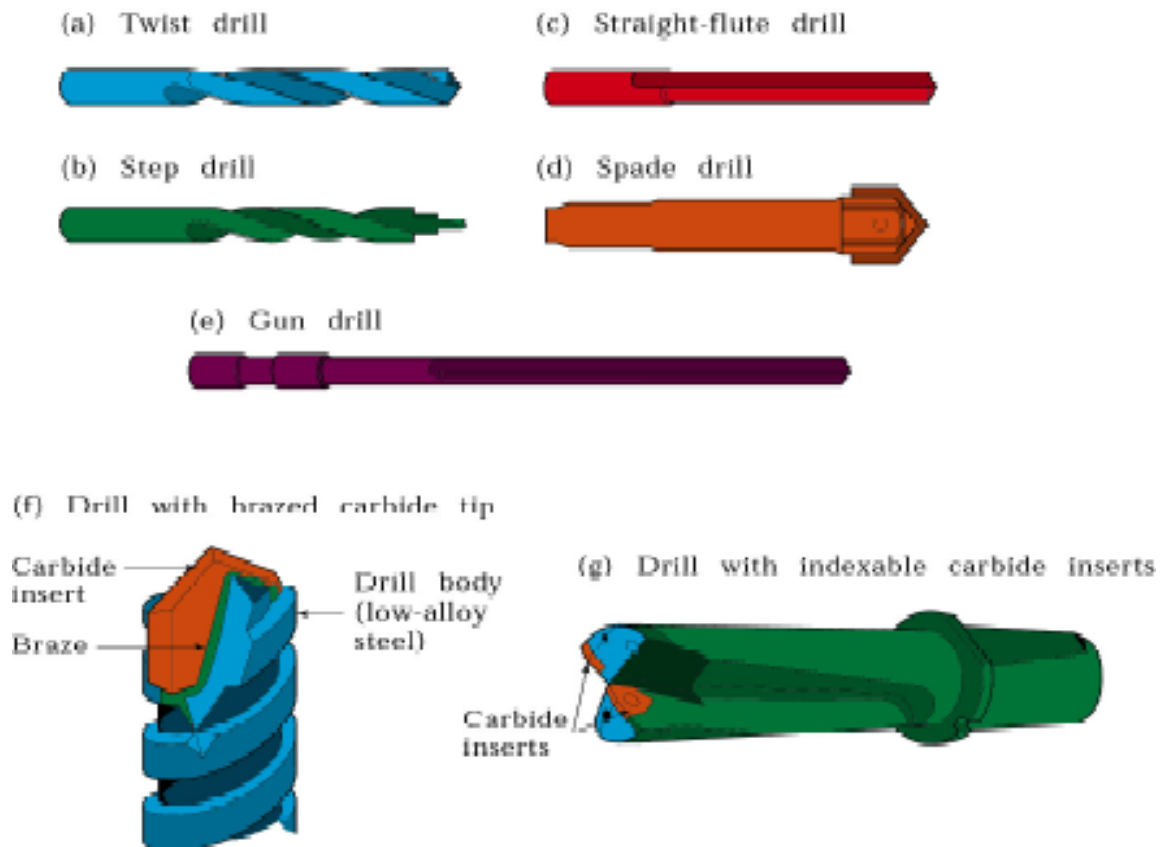 (a) Twist drill
(c) Straight-flute drill
(b) Step drill
(d) Spade drill
(e) Gun drill
(f) Drill with brazed carbide tip
Carbide
insert
Braze
Drill body
(low-alloy
steel)
(g) Drill with indexable carbide inserts
Carbide
inserts